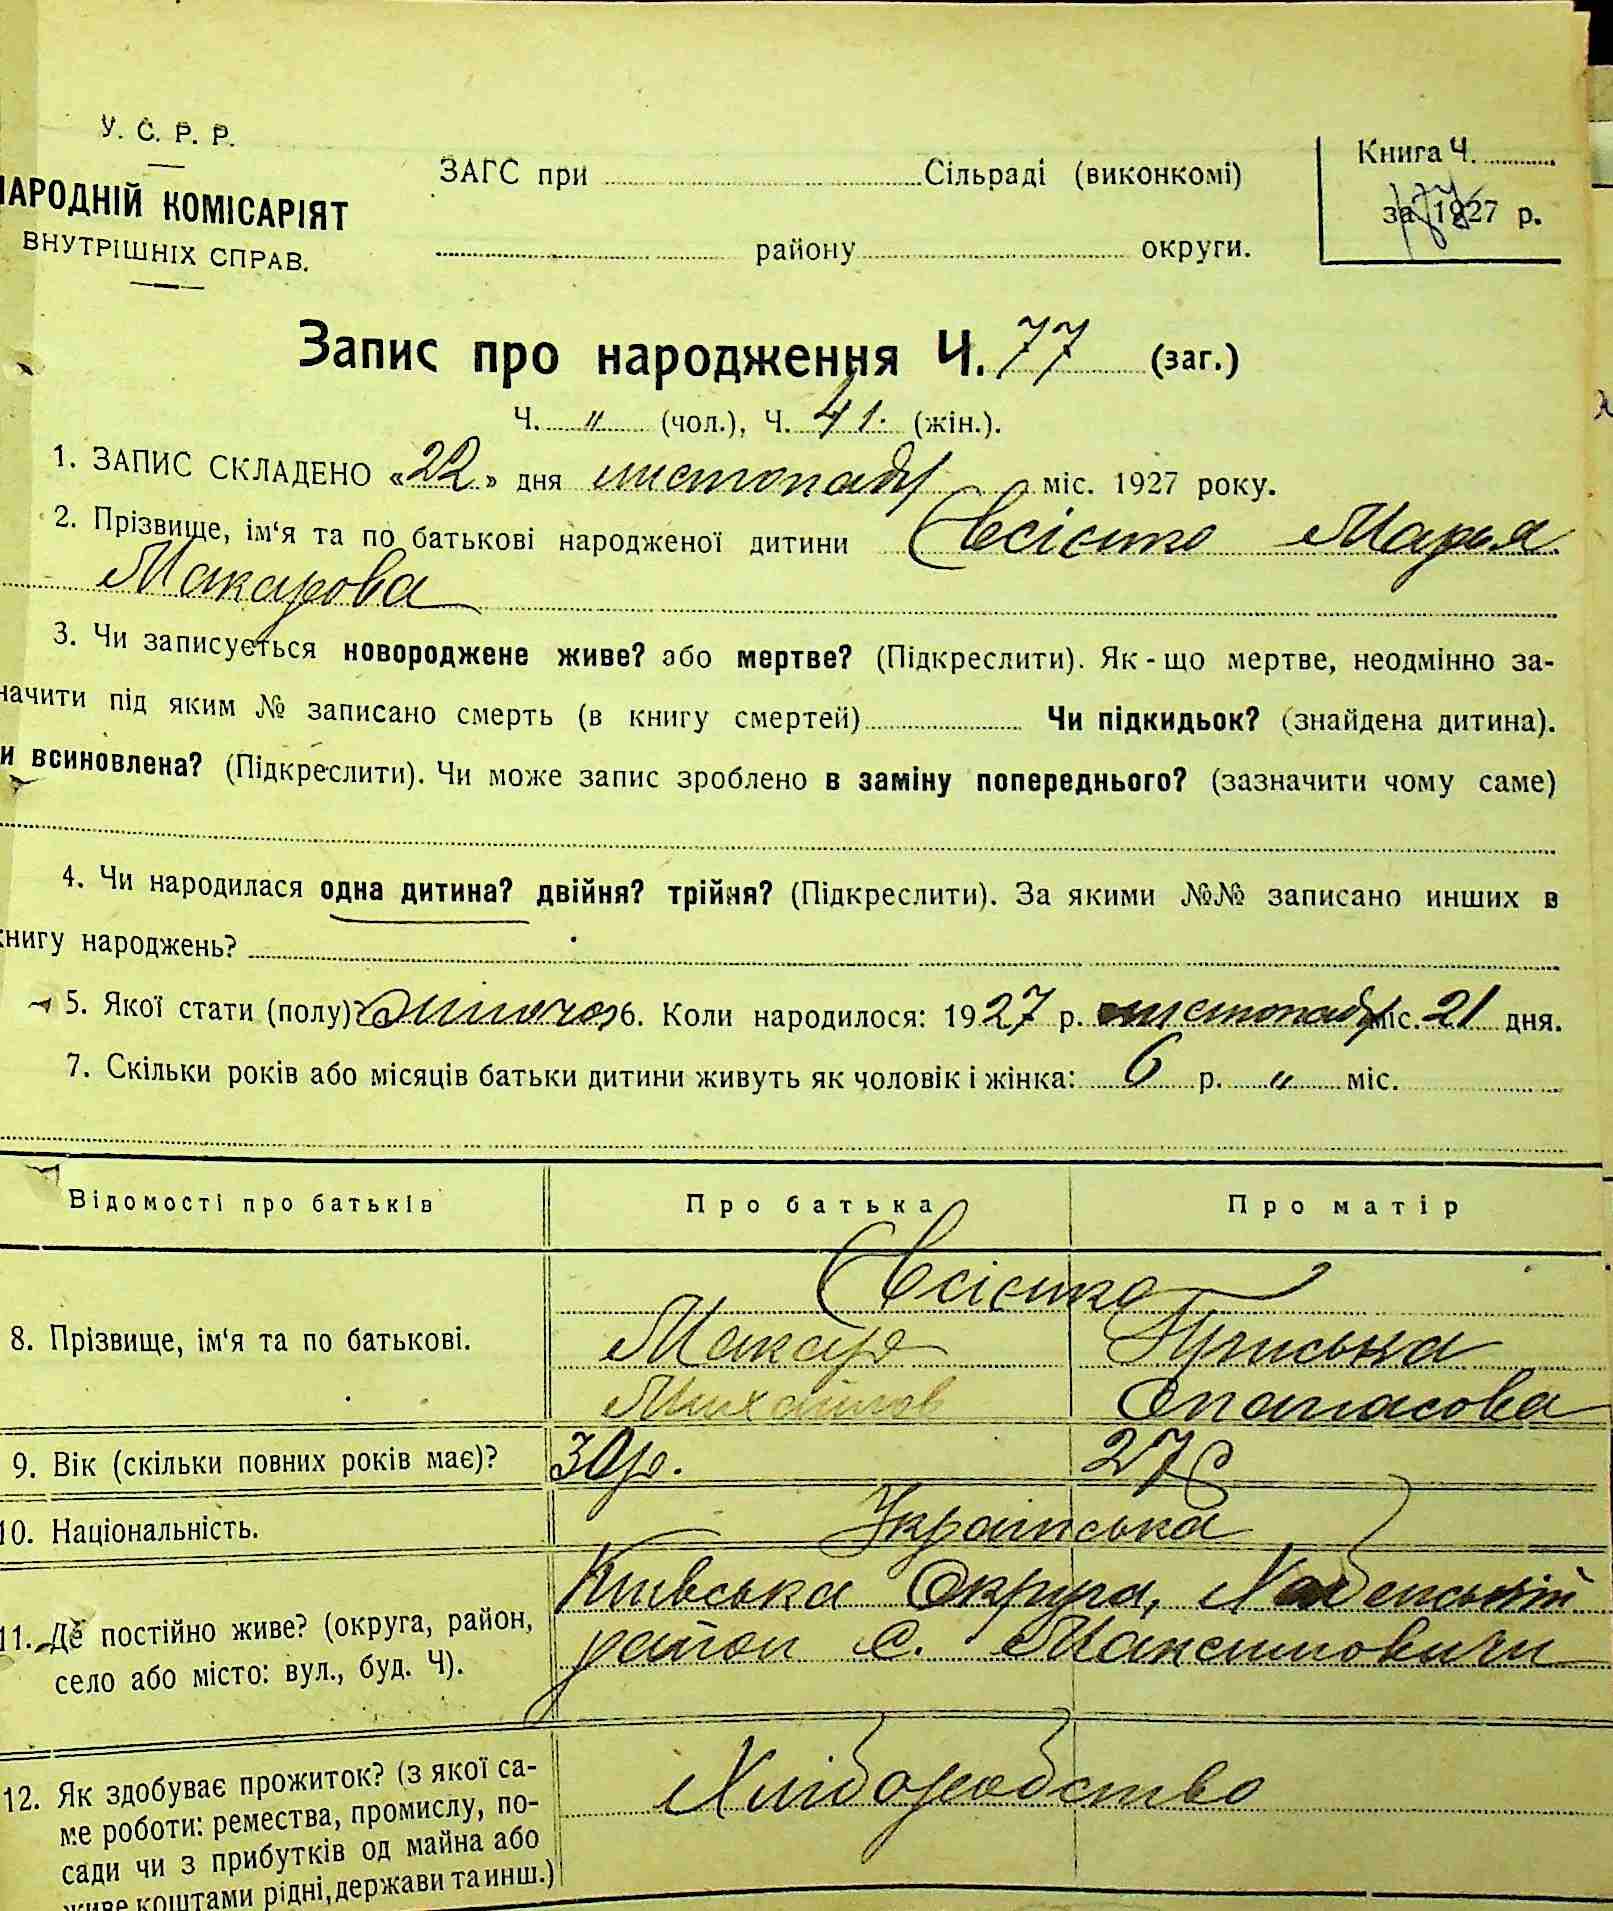 У. С. Р. Р.
НАРОДНІЙ КОМІСАРІЯТ
ВНУТРІШНІХ СПРАВ.
ЗАГС при Сільраді (виконкомі)
району округи.
Книга Ч.
за 1927 р.
Запис про народження Ч. 77 (заг.)
Ч. " (чол.), Ч. 41. (жін.).
1. ЗАПИС СКЛАДЕНО «22» дня листопаду міс. 1927 року.
2. Прізвище, ім'я та по батькові народженої дитини Євсієнко Марья
Макарова
3. Чи записується новороджене живе? або мертве? (Підкреслити). Як-що мертве, неодмінно за-
начити під яким № записано смерть (в книгу смертей) Чи підкидьок? (знайдена дитина).
и всиновлена? (Підкреслити). Чи може запис зроблено в заміну попереднього? (зазначити чому саме)
4. Чи народилася одна дитина? двійня? трійня? (Підкреслити). За якими №№ записано инших в
книгу народжень?
5. Якої стати (полу)? жіночої 6. Коли народилося: 1927 р. листопаду міс. 21 дня.
7. Скільки років або місяців батьки дитини живуть як чоловік і жінка: 6 р. " міс.
Відомості про батьків Про батька Про матір
8. Прізвище, ім'я та по батькові.
Євсієнко
Макар
Михайлов Опанасова
9. Вік (скільки повних років має)? 30 р. 27 р
10. Національність. Українська
11. Де постійно живе? (округа, район,
село або місто: вул., буд. Ч).
Київська Округа, Хабенський
район с. Максимовичи
12. Як здобуває прожиток? (з якої са-
ме роботи: ремества, промислу, по-
сади чи з прибутків од майна або
живе коштами рідні, держави та инш.)
Хліборобство